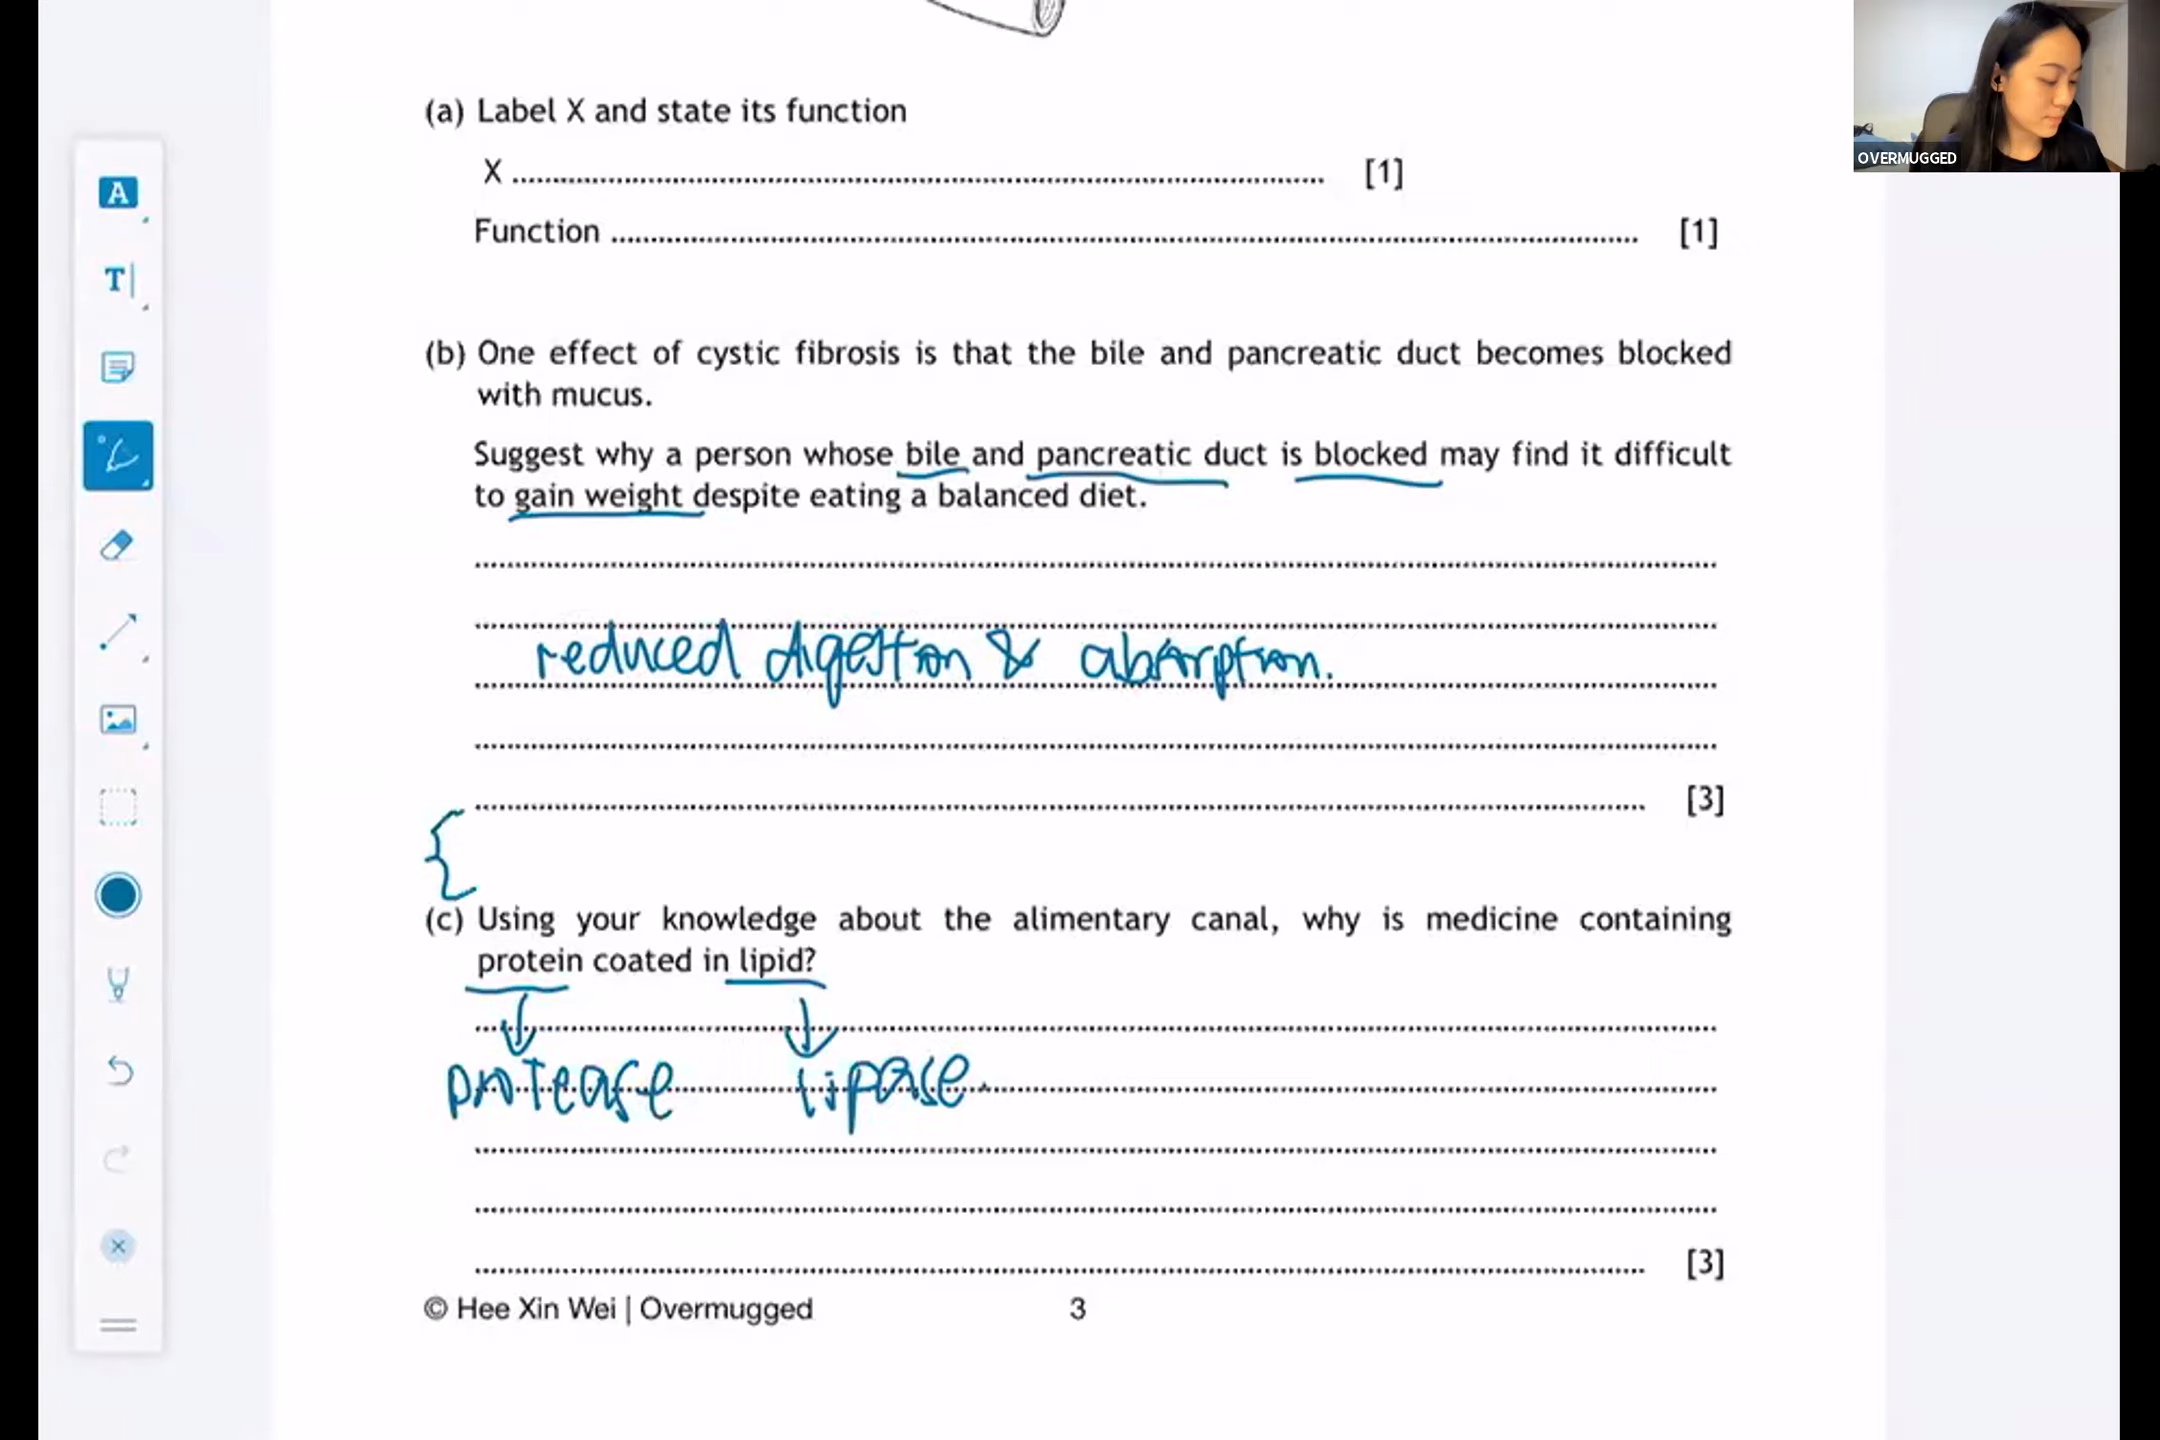 OVERMUGGED
A
T
(a) Label X and state its function
X ........................................ [1]
Function ........................................ [1]
(b) One effect of cystic fibrosis is that the bile and pancreatic duct becomes blocked
with mucus.
Suggest why a person whose bile and pancreatic duct is blocked may find it difficult
to gain weight despite eating a balanced diet.
reduced digestion & absorption.
[3]
(c) Using your knowledge about the alimentary canal, why is medicine containing
protein coated in lipid?
protease lipase.
[3]
© Hee Xin Wei | Overmugged 3